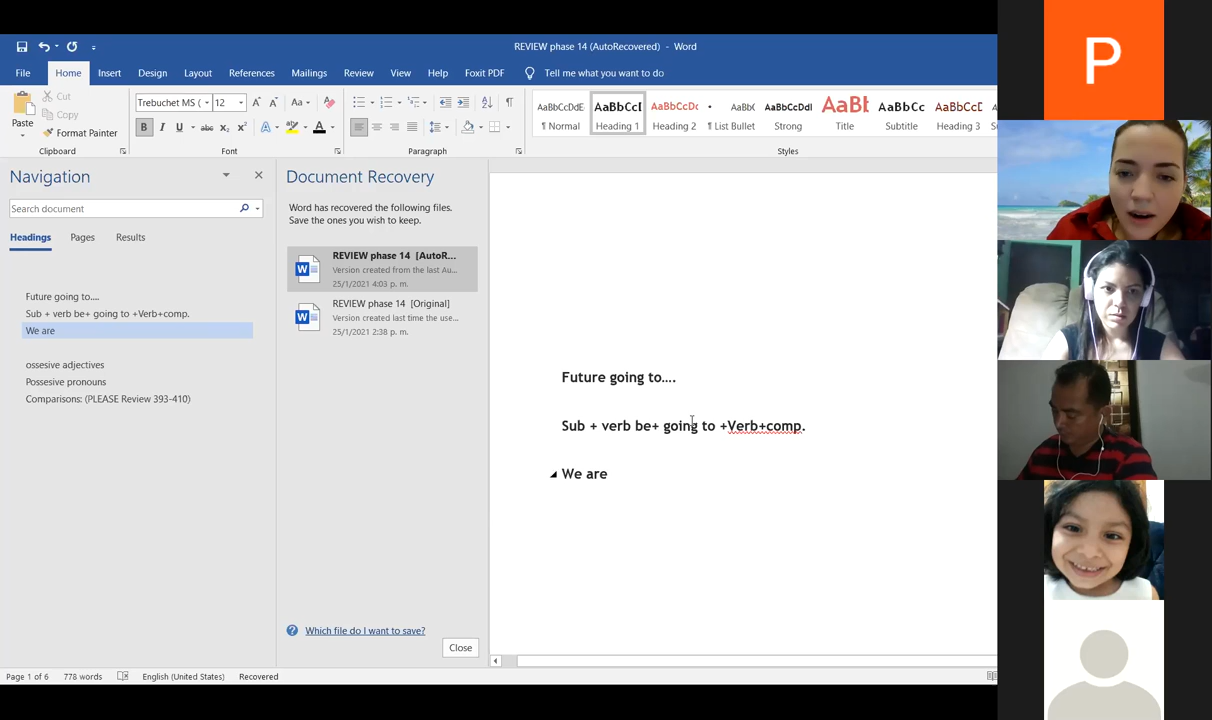 REVIEW phase 14 (AutoRecovered) - Word
File Home Insert Design Layout References Mailings Review View Help Foxit PDF Tell me what you want to do
Paste
Cut
Copy
Format Painter
Clipboard
Trebuchet MS ( 12
Font
Paragraph
AaBbCcDdE AaBbCcI AaBbCcDc AaBb( AaBbCcDdI AaBb AaBbCc AaBbCcD
¶ Normal Heading 1 Heading 2 ¶ List Bullet Strong Title Subtitle Heading 3
Styles
P
Navigation
Search document
Headings Pages Results
Future going to....
Sub + verb be+ going to +Verb+comp.
We are
ossesive adjectives
Possesive pronouns
Comparisons: (PLEASE Review 393-410)
Document Recovery
Word has recovered the following files.
Save the ones you wish to keep.
REVIEW phase 14 [AutoR...
Version created from the last Au...
25/1/2021 4:03 p. m.
REVIEW phase 14 [Original]
Version created last time the use...
25/1/2021 2:38 p. m.
Which file do I want to save?
Close
Future going to....
Sub + verb be+ going to +Verb+comp.
We are
Page 1 of 6 778 words English (United States) Recovered